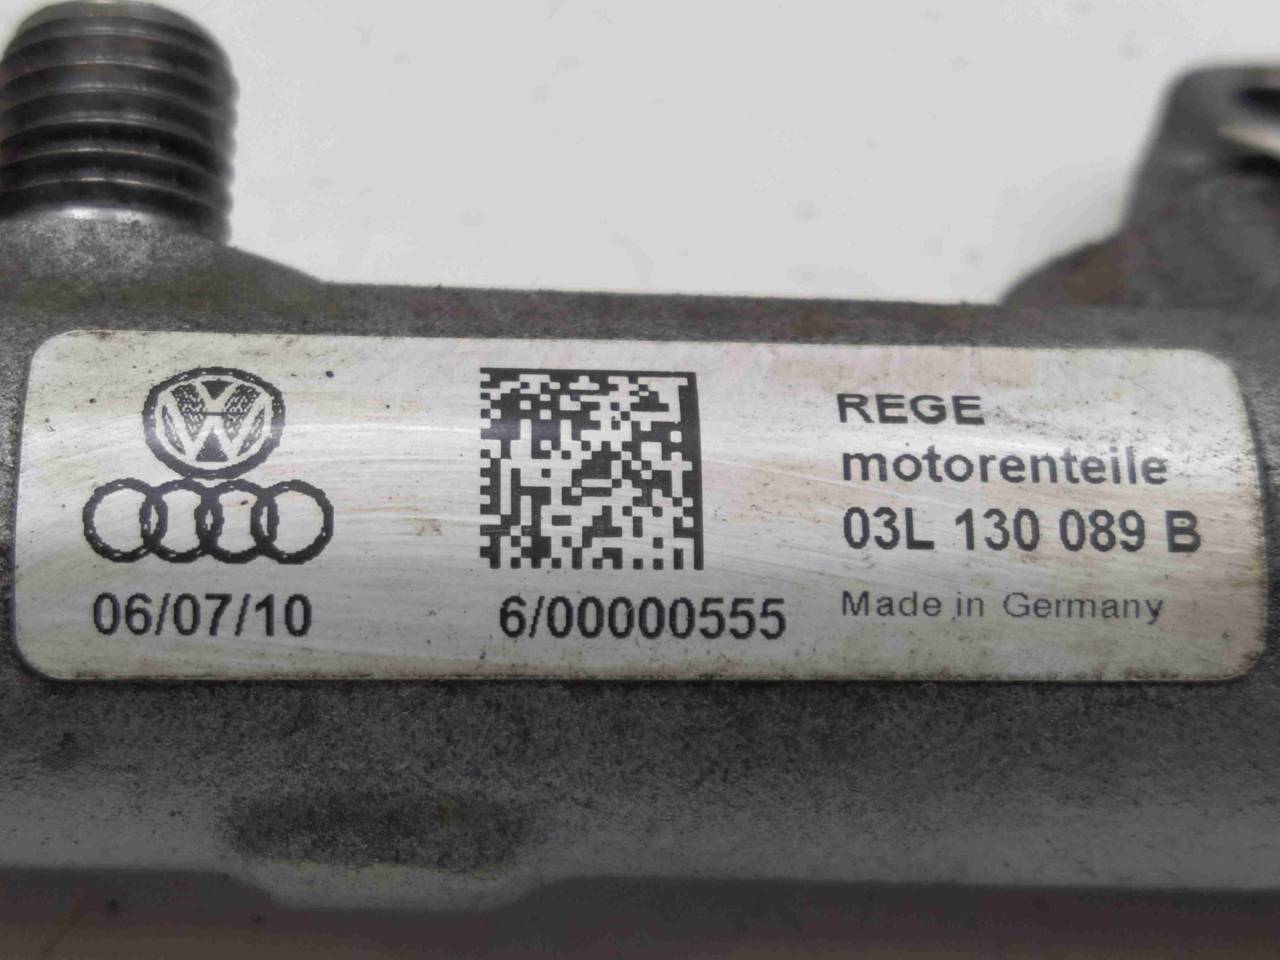 06/07/10
6/00000555
REGE
motorenteile
03L 130 089 B
Made in Germany